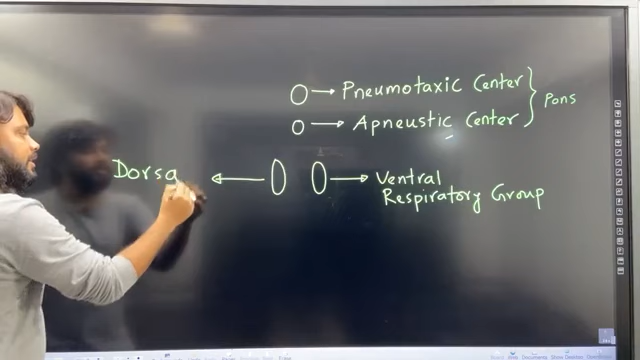 Pneumotaxic Center
Apneustic Center
Pons
Dorsa
Ventral
Respiratory Group